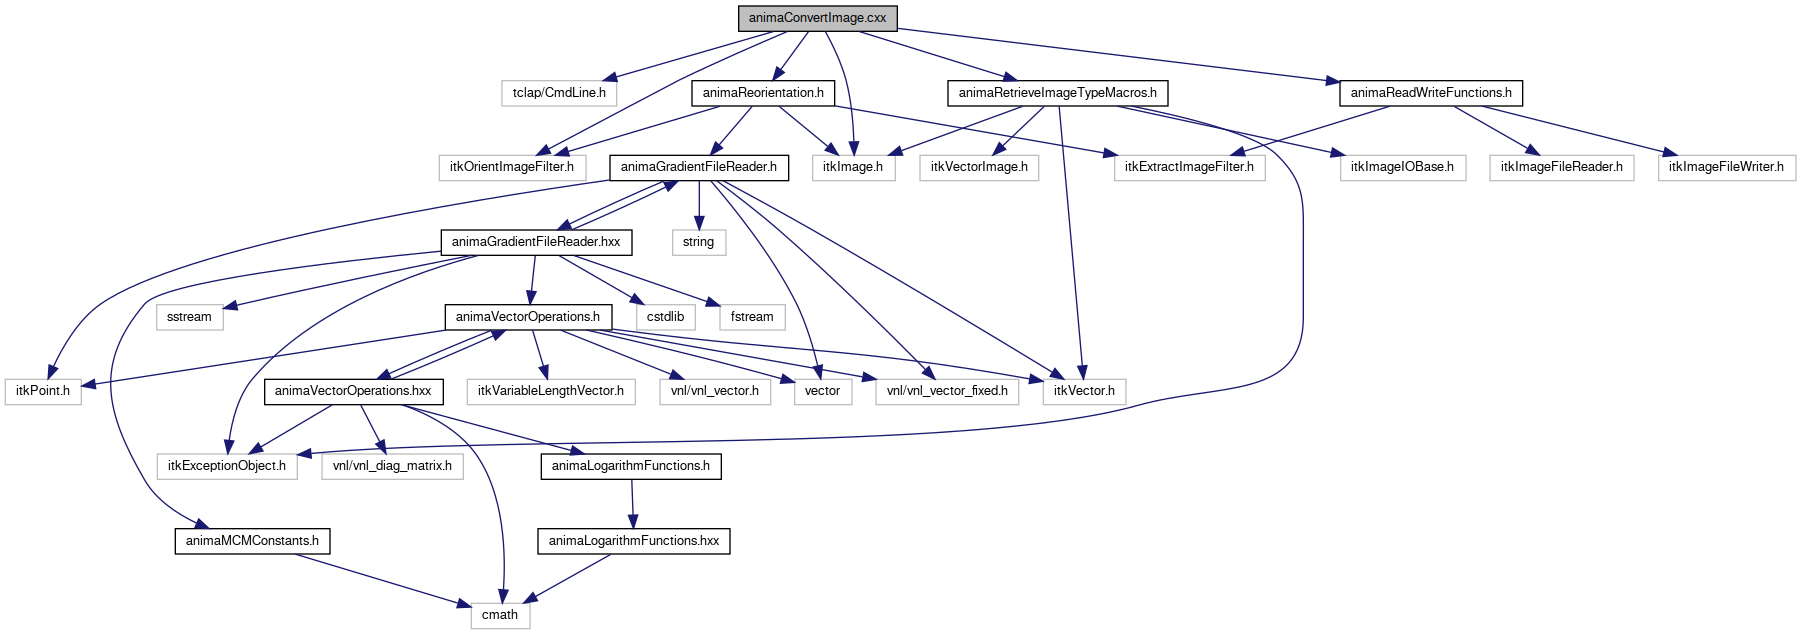 animaConvertImage.cxx
tclap/CmdLine.h
animaReorientation.h
animaRetrieveImageTypeMacros.h
animaReadWriteFunctions.h
itkOrientImageFilter.h
animaGradientFileReader.h
itkImage.h
itkVectorImage.h
itkExtractImageFilter.h
itkImageIOBase.h
itkImageFileReader.h
itkImageFileWriter.h
animaGradientFileReader.hxx
string
sstream
animaVectorOperations.h
cstdlib
fstream
itkPoint.h
animaVectorOperations.hxx
itkVariableLengthVector.h
vnl/vnl_vector.h
vector
vnl/vnl_vector_fixed.h
itkVector.h
itkExceptionObject.h
vnl/vnl_diag_matrix.h
animaLogarithmFunctions.h
animaMCMConstants.h
animaLogarithmFunctions.hxx
cmath